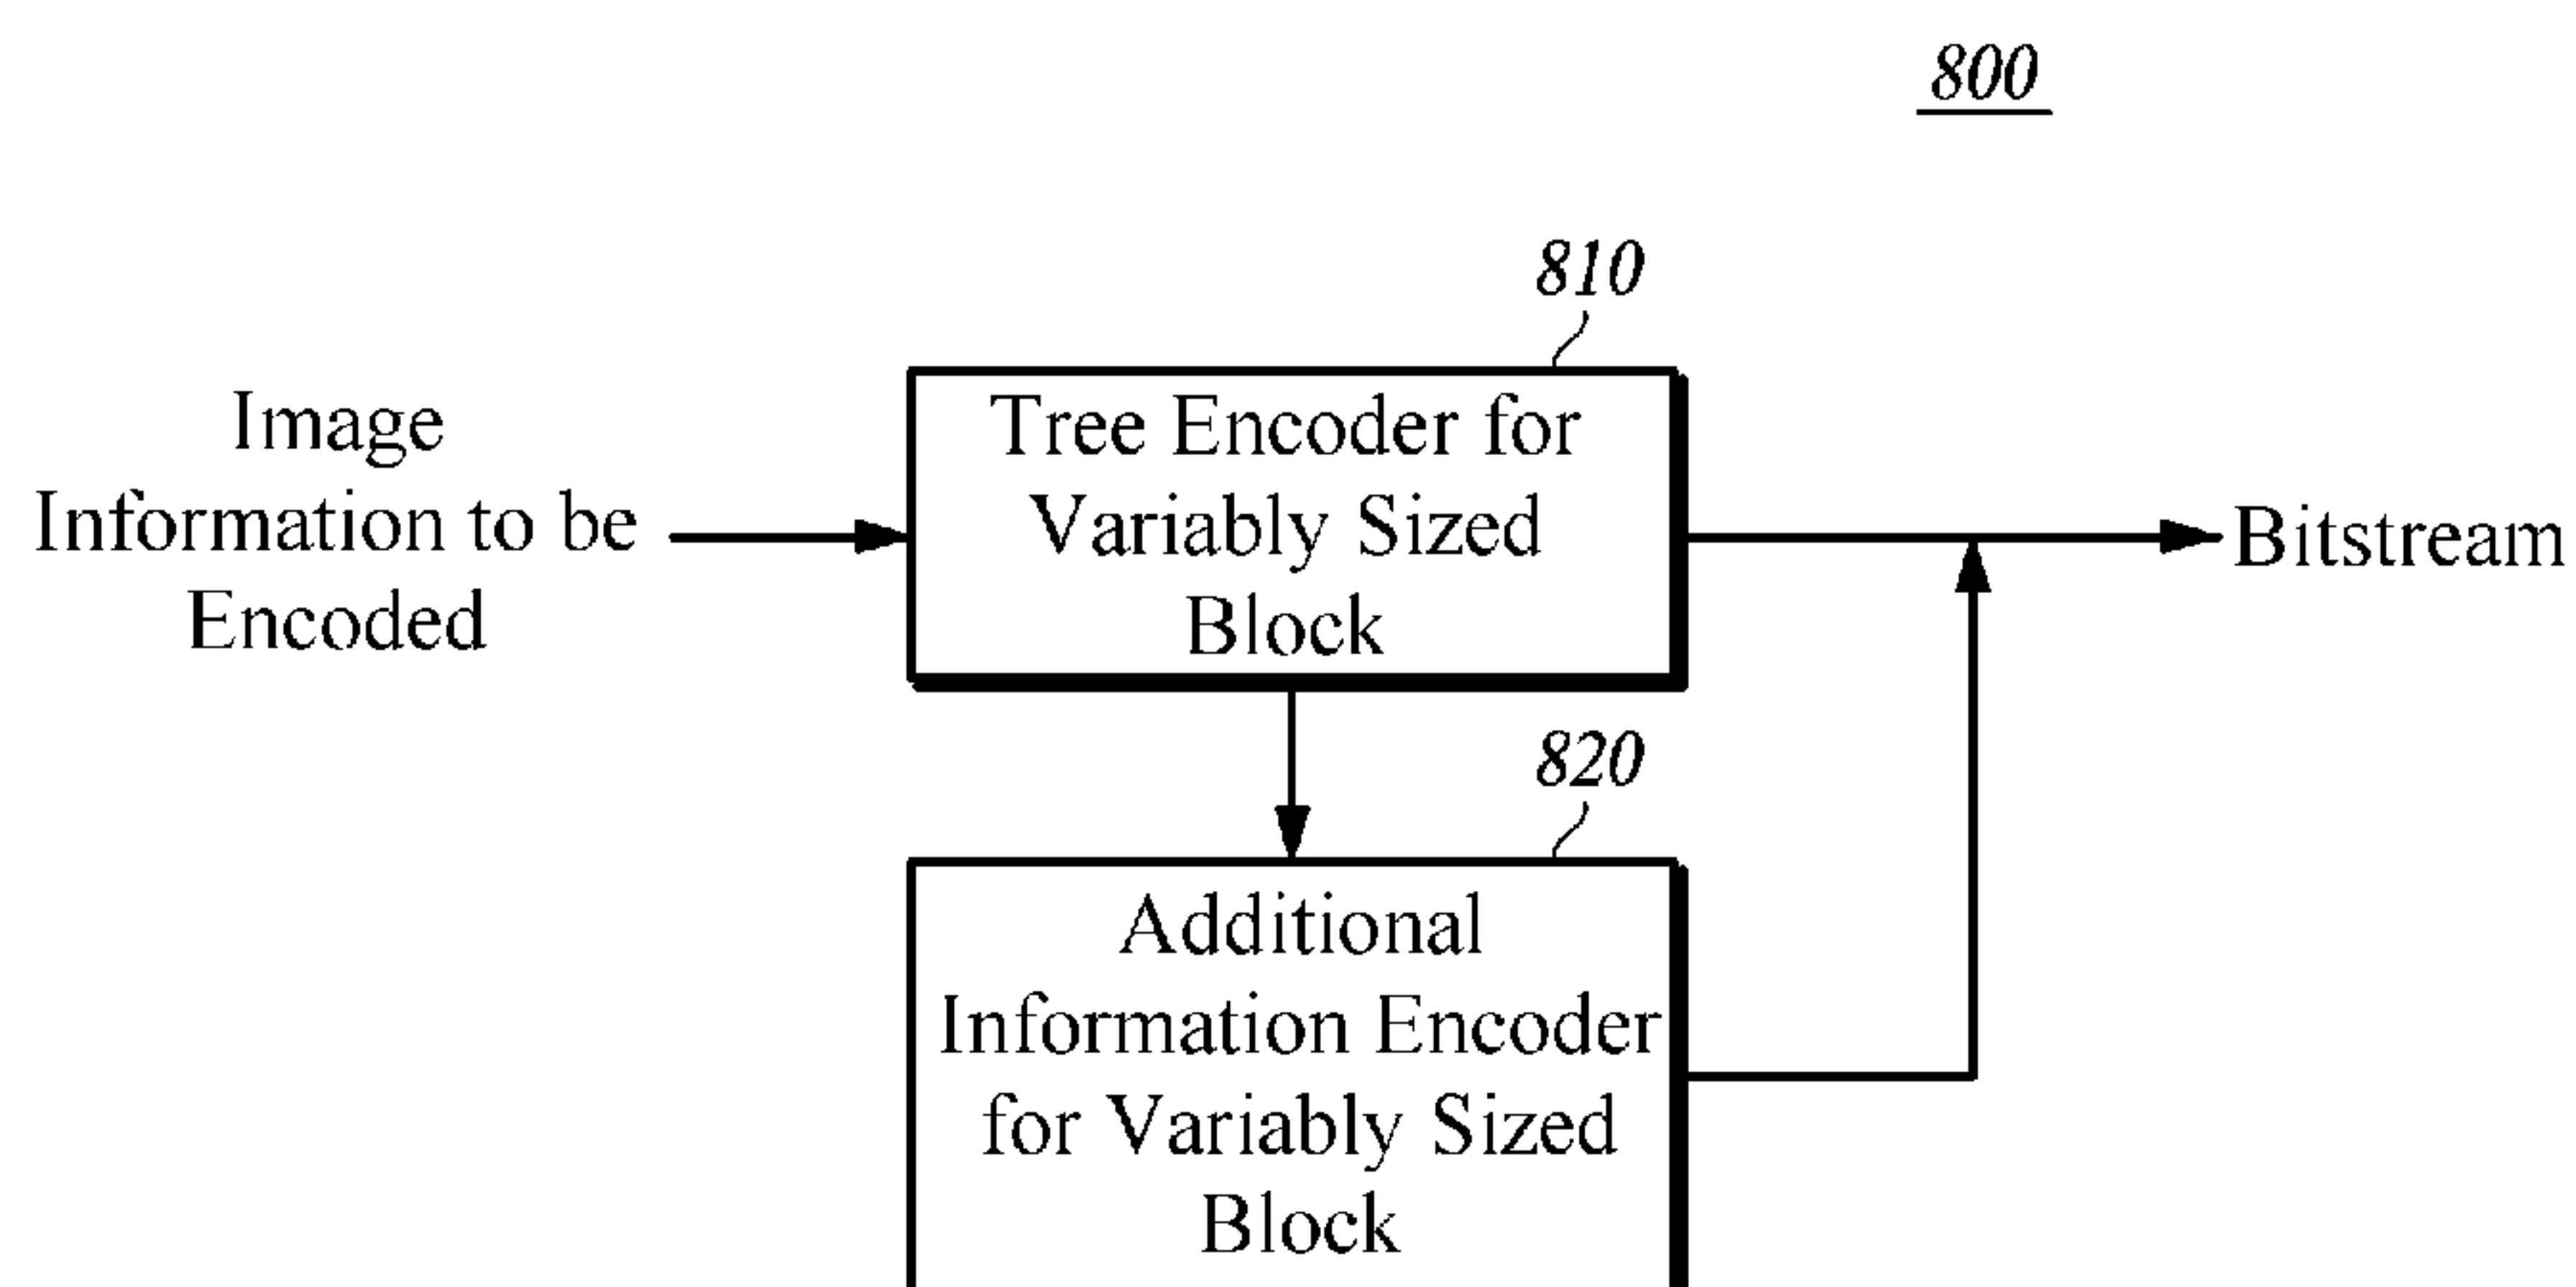 800
810
Image
Information to be
Encoded
Tree Encoder for
Variably Sized
Block
Bitstream
820
Additional
Information Encoder
for Variably Sized
Block